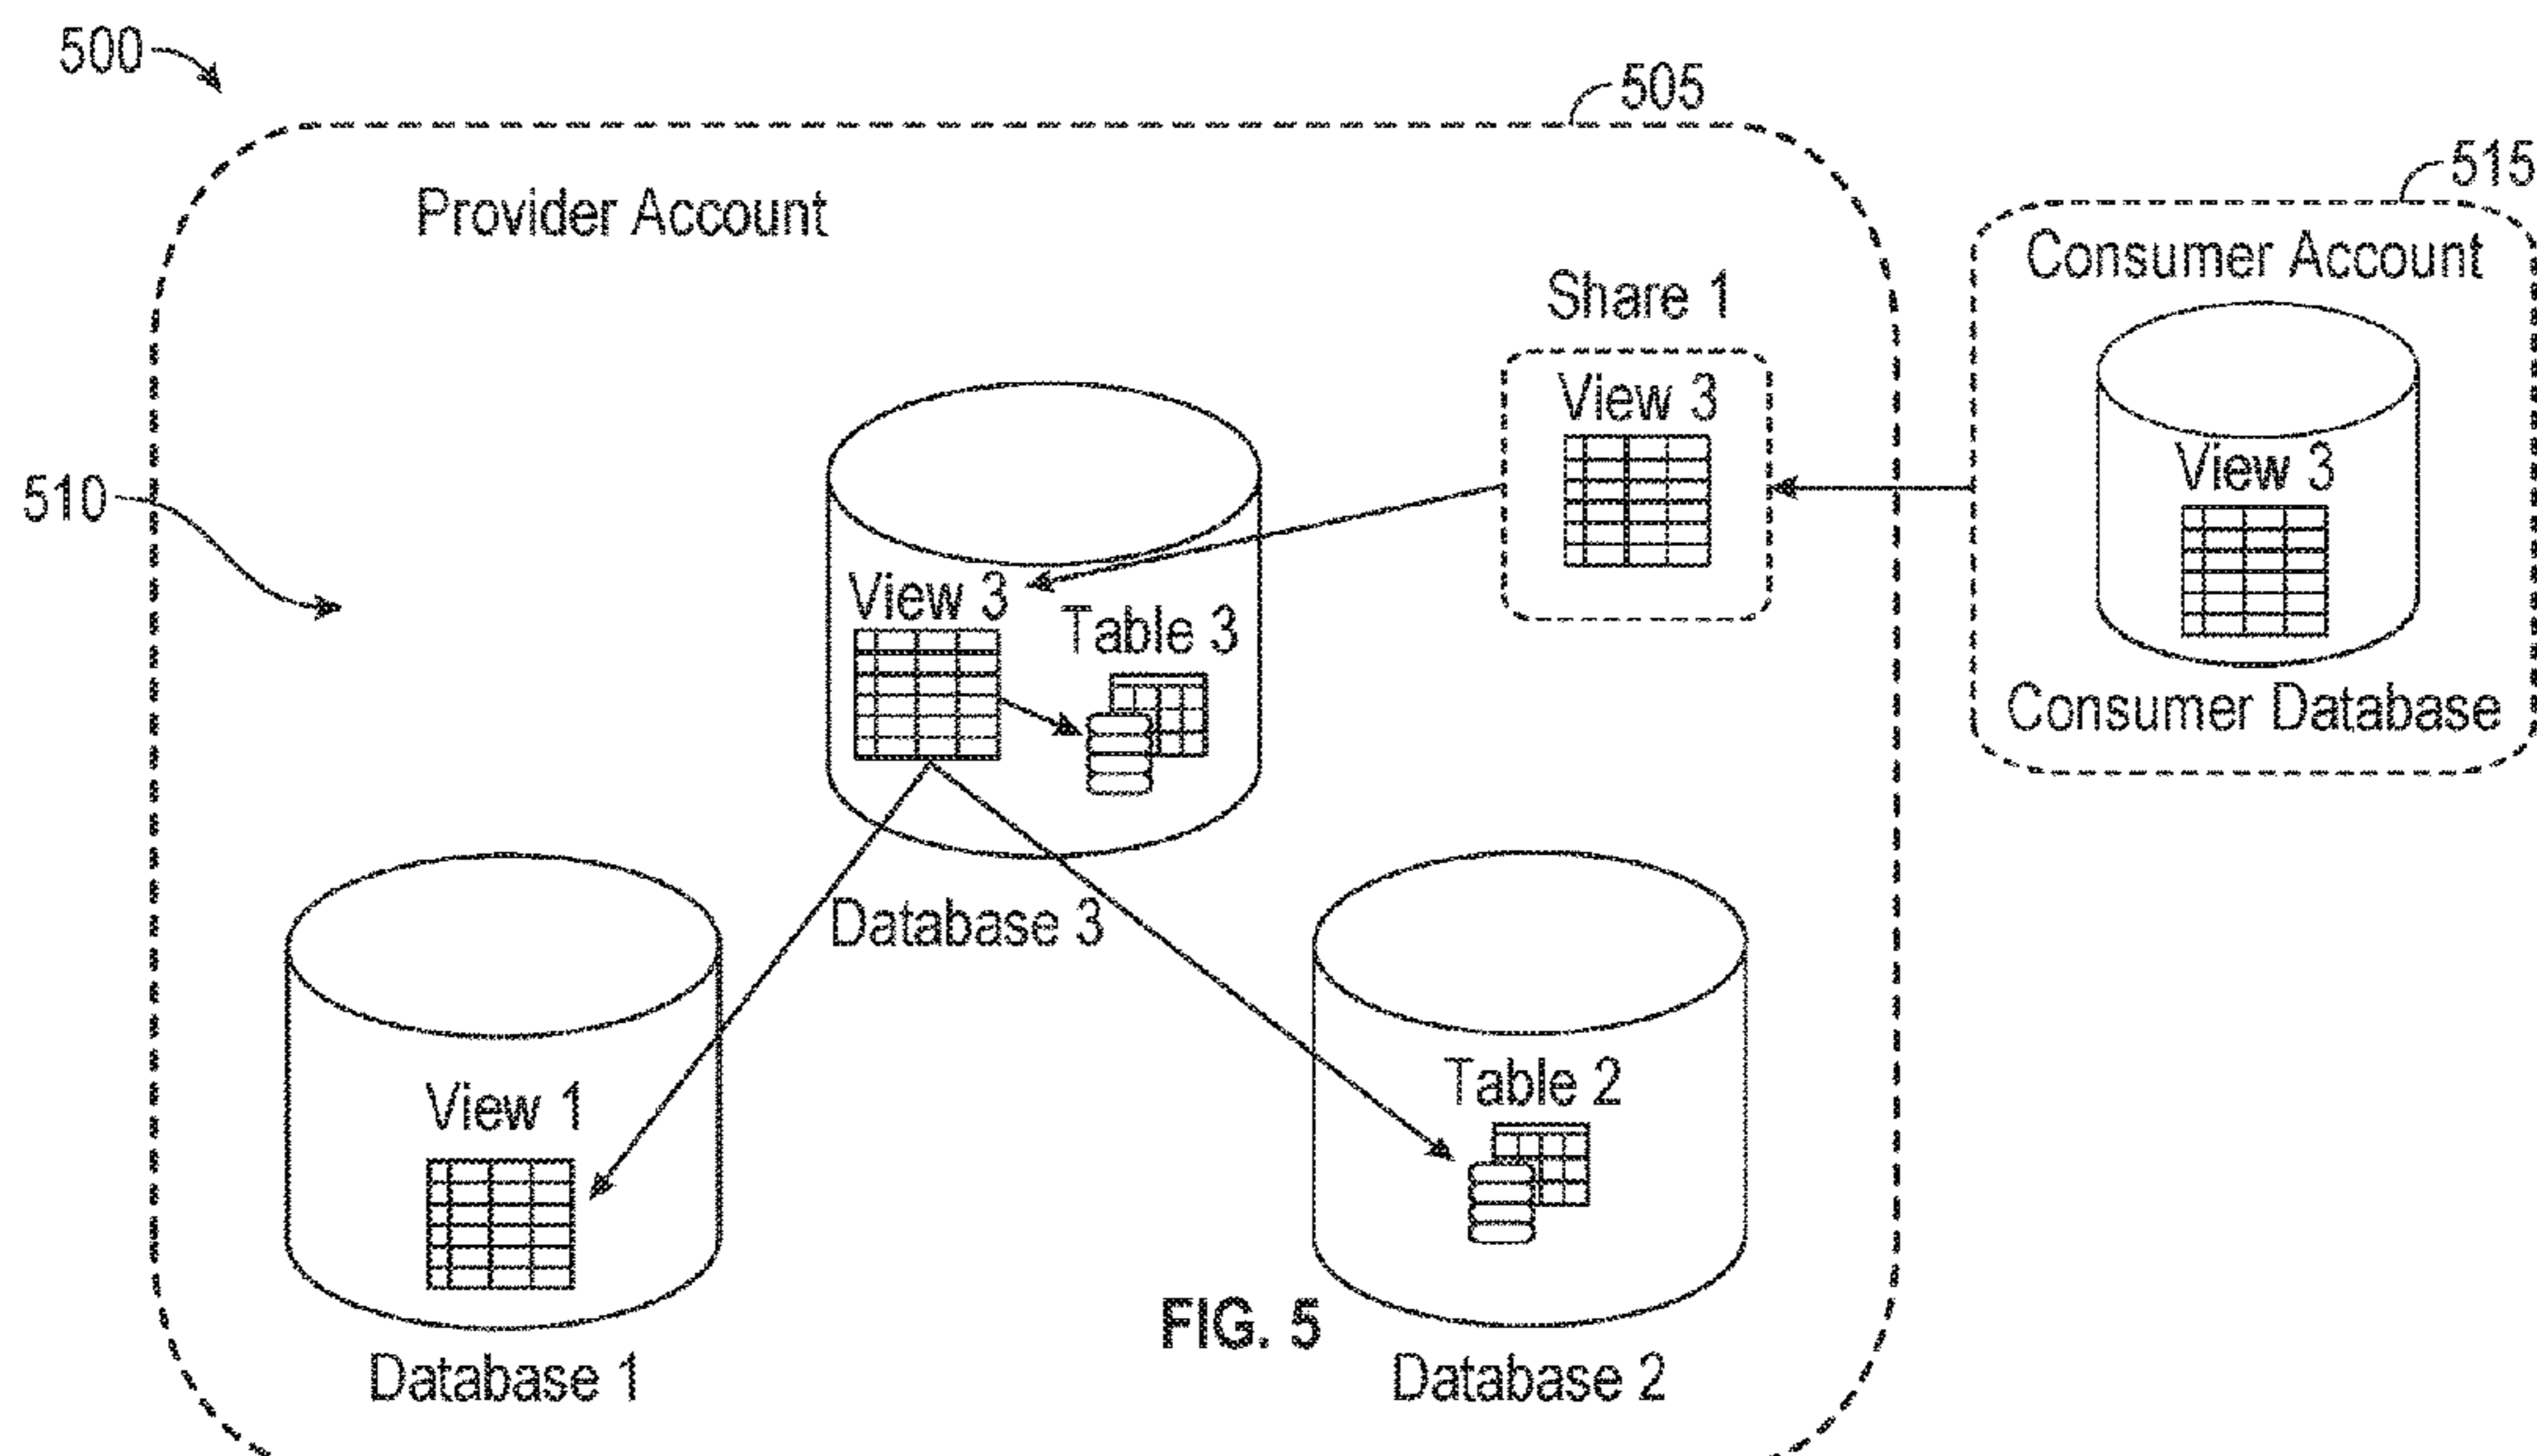 500
505
515
Provider Account
Consumer Account
Share 1
View 3
View 3
510
View 3
Table 3
Consumer Database
Database 3
View 1
Table 2
FIG. 5
Database 1
Database 2